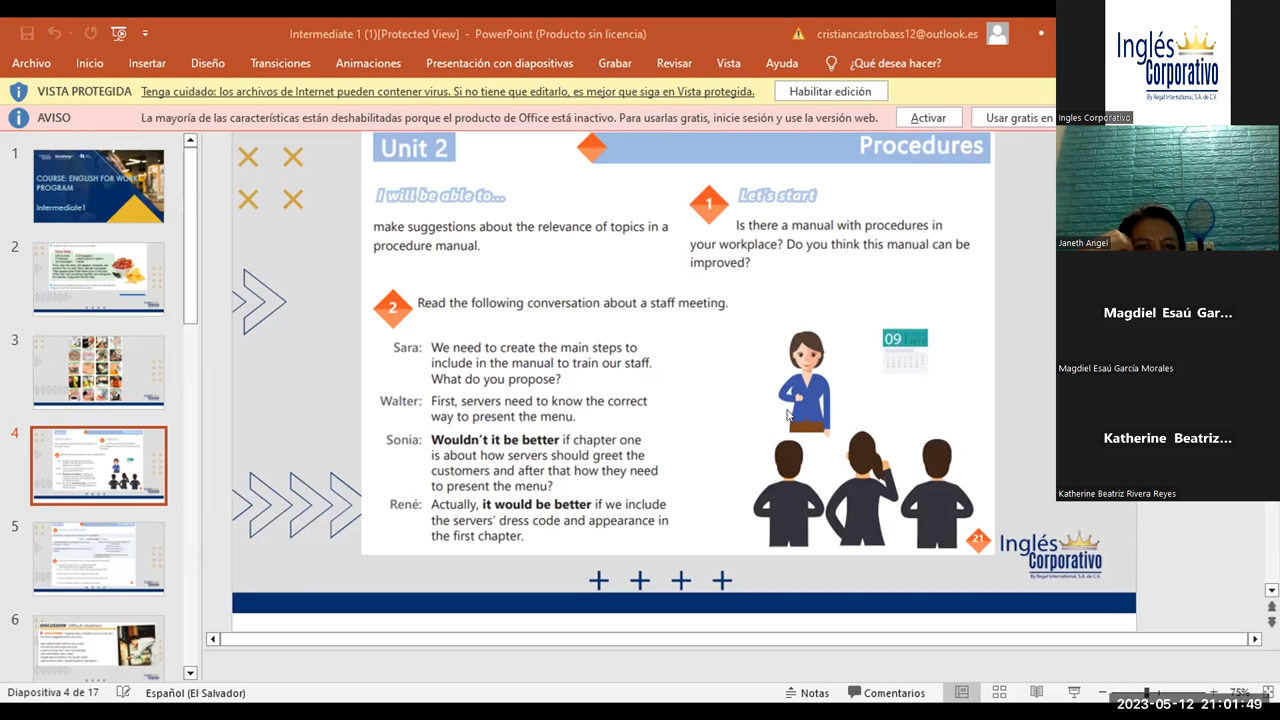 Intermediate 1 (1)[Protected View] - PowerPoint (Producto sin licencia)
cristiancastrobass12@outlook.es
Archivo Inicio Insertar Diseño Transiciones Animaciones Presentación con diapositivas Grabar Revisar Vista Ayuda ¿Qué desea hacer?
VISTA PROTEGIDA Tenga cuidado: los archivos de Internet pueden contener virus. Si no tiene que editarlo, es mejor que siga en Vista protegida. Habilitar edición
AVISO La mayoría de las características están deshabilitadas porque el producto de Office está inactivo. Para usarlas gratis, inicie sesión y use la versión web. Activar Usar gratis en
1
COURSE: ENGLISH FOR WORK
PROGRAM
Intermediate1
2
3
4
5
6
Unit 2
Procedures
I will be able to...
make suggestions about the relevance of topics in a
procedure manual.
1 Let's start
Is there a manual with procedures in
your workplace? Do you think this manual can be
improved?
2 Read the following conversation about a staff meeting.
Sara: We need to create the main steps to
include in the manual to train our staff.
What do you propose?
Walter: First, servers need to know the correct
way to present the menu.
Sonia: Wouldn't it be better if chapter one
is about how servers should greet the
customers and after that how they need
to present the menu?
René: Actually, it would be better if we include
the servers' dress code and appearance in
the first chapter.
09
21
Inglés
Corporativo
By Regal International, S.A. de C.V.
Inglés
Corporativo
By Regal International, S.A. de C.V.
Ingles Corporativo
Janeth Angel
Magdiel Esaú Gar...
Magdiel Esaú García Morales
Katherine Beatriz...
Katherine Beatriz Rivera Reyes
Diapositiva 4 de 17 Español (El Salvador) Notas Comentarios 75%
2023-05-12 21:01:49